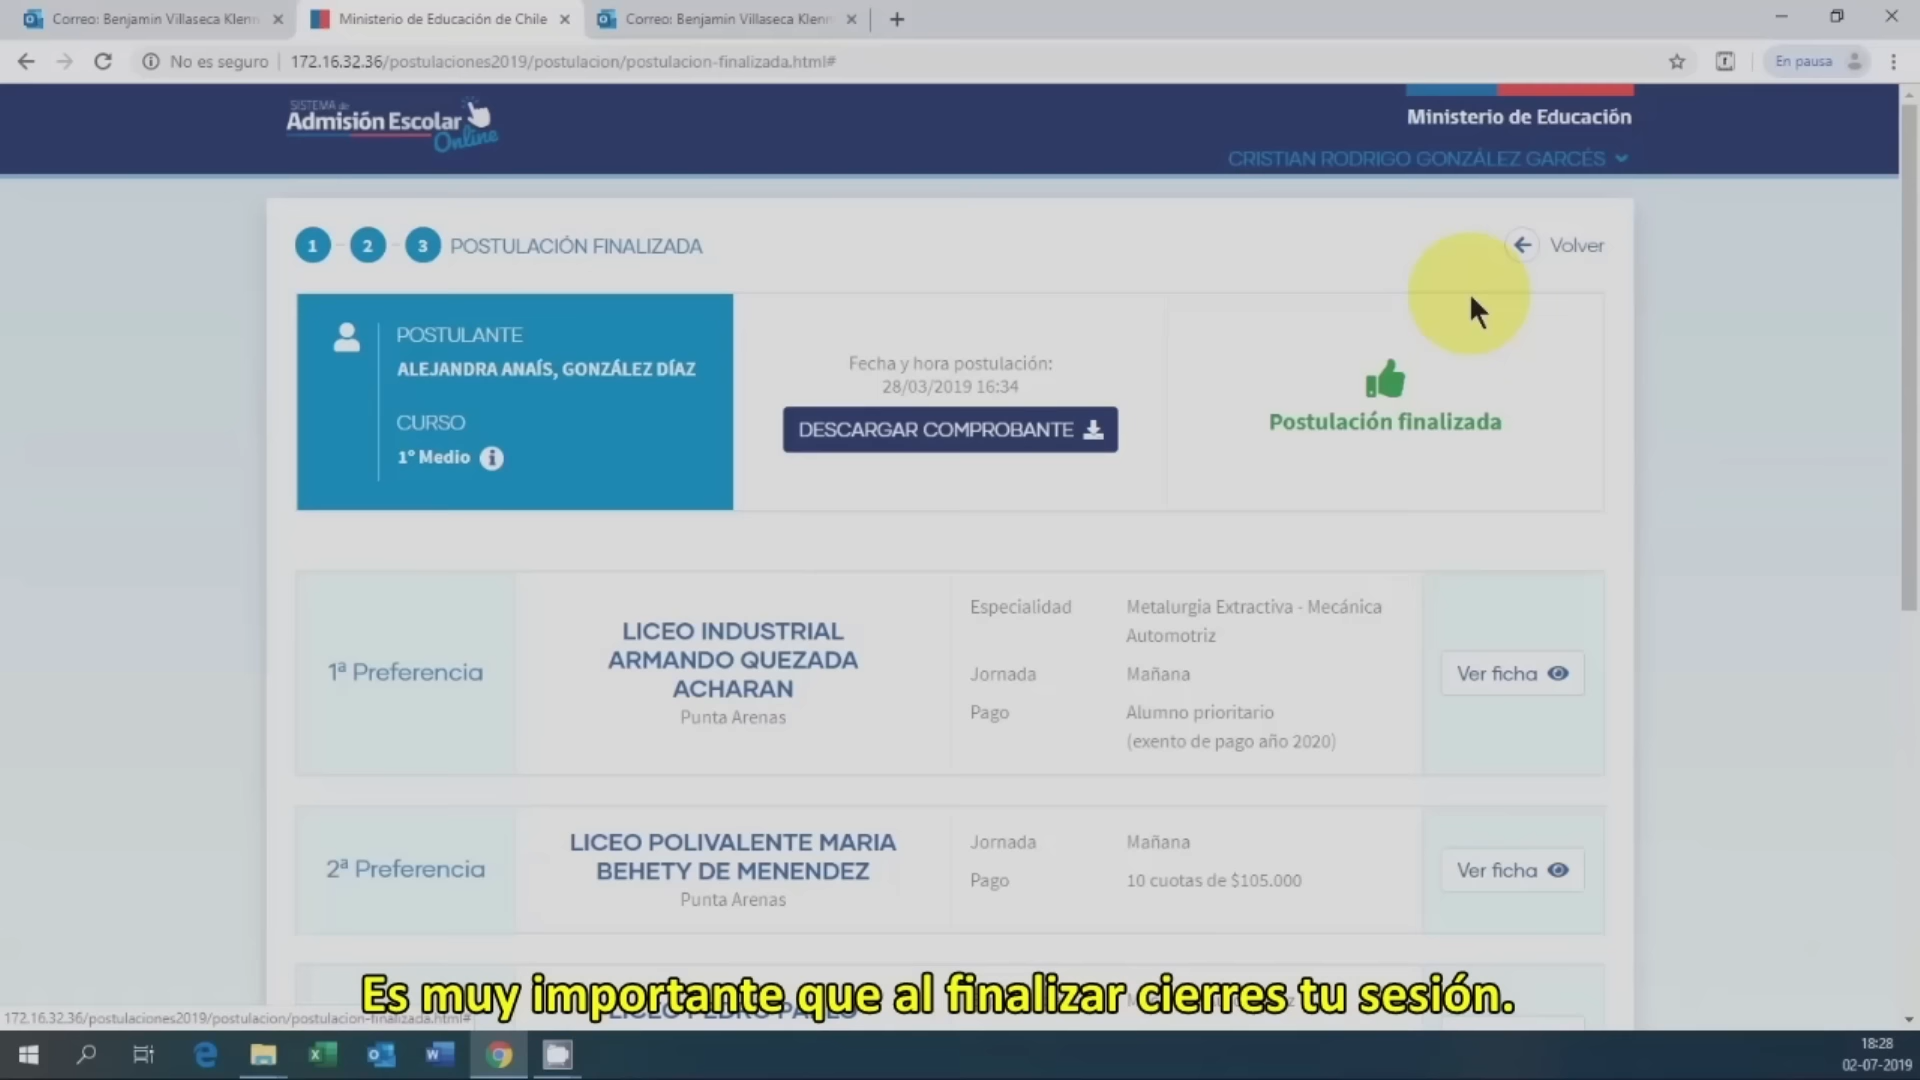 Correo: Benjamin Villaseca Klenn
Ministerio de Educación de Chile
Correo: Benjamin Villaseca Klenn
No es seguro
172.16.32.36/postulaciones2019/postulacion/postulacion-finalizada.html#
En pausa
SISTEMA de
Admisión Escolar
Online
Ministerio de Educación
CRISTIAN RODRIGO GONZÁLEZ GARCÉS
1 - 2 - 3 POSTULACIÓN FINALIZADA
Volver
POSTULANTE
ALEJANDRA ANAÍS, GONZÁLEZ DÍAZ
CURSO
1º Medio
Fecha y hora postulación:
28/03/2019 16:34
DESCARGAR COMPROBANTE
Postulación finalizada
1ª Preferencia
LICEO INDUSTRIAL
ARMANDO QUEZADA
ACHARAN
Punta Arenas
Especialidad
Metalurgia Extractiva - Mecánica
Automotriz
Jornada
Mañana
Pago
Alumno prioritario
(exento de pago año 2020)
Ver ficha
2ª Preferencia
LICEO POLIVALENTE MARIA
BEHETY DE MENENDEZ
Punta Arenas
Jornada
Mañana
Pago
10 cuotas de $105.000
Ver ficha
Es muy importante que al finalizar cierres tu sesión.
172.16.32.36/postulaciones2019/postulacion/postulacion-finalizada.html#
18:28
02-07-2019